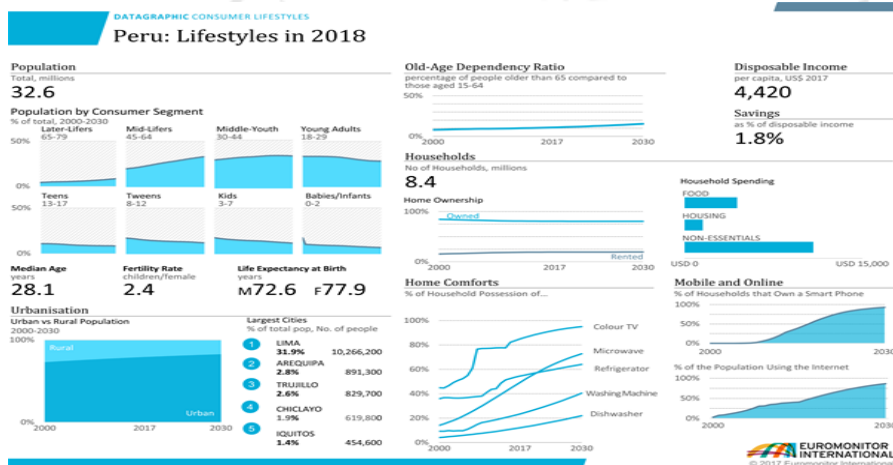 DATAGRAPHIC CONSUMER LIFESTYLES
Peru: Lifestyles in 2018
Population
Total, millions
32.6
Population by Consumer Segment
% of total, 2000-2030
Later-Lifers
65-79
Mid-Lifers
45-64
Middle-Youth
30-44
Young Adults
18-29
50%
0%
Teens
13-17
Tweens
8-12
Kids
3-7
Babies/Infants
0-2
50%
0%
Median Age
years
28.1
Fertility Rate
children/female
2.4
Life Expectancy at Birth
years
M72.6 F77.9
Urbanisation
Urban vs Rural Population
2000-2030
100%
Rural
Urban
0%
2000 2017 2030
Largest Cities
% of total pop, No. of people
1 LIMA
31.9% 10,266,200
2 AREQUIPA
2.8% 891,300
3 TRUJILLO
2.6% 829,700
4 CHICLAYO
1.9% 619,800
5 IQUITOS
1.4% 454,600
Old-Age Dependency Ratio
percentage of people older than 65 compared to
those aged 15-64
50%
0%
2000 2017 2030
Households
No of Households, millions
8.4
Home Ownership
100%
Owned
Rented
0%
2000 2017 2030
Home Comforts
% of Household Possession of...
100%
80%
60%
40%
20%
0%
Colour TV
Microwave
Refrigerator
Washing Machine
Dishwasher
2000 2017 2030
Disposable Income
per capita, US$ 2017
4,420
Savings
as % of disposable income
1.8%
Household Spending
FOOD
HOUSING
NON-ESSENTIALS
USD 0 USD 15,000
Mobile and Online
% of Households that Own a Smart Phone
100%
50%
0%
2000 2030
% of the Population Using the Internet
100%
50%
0%
2000 2030
EUROMONITOR
INTERNATIONAL
© 2017 Euromonitor International